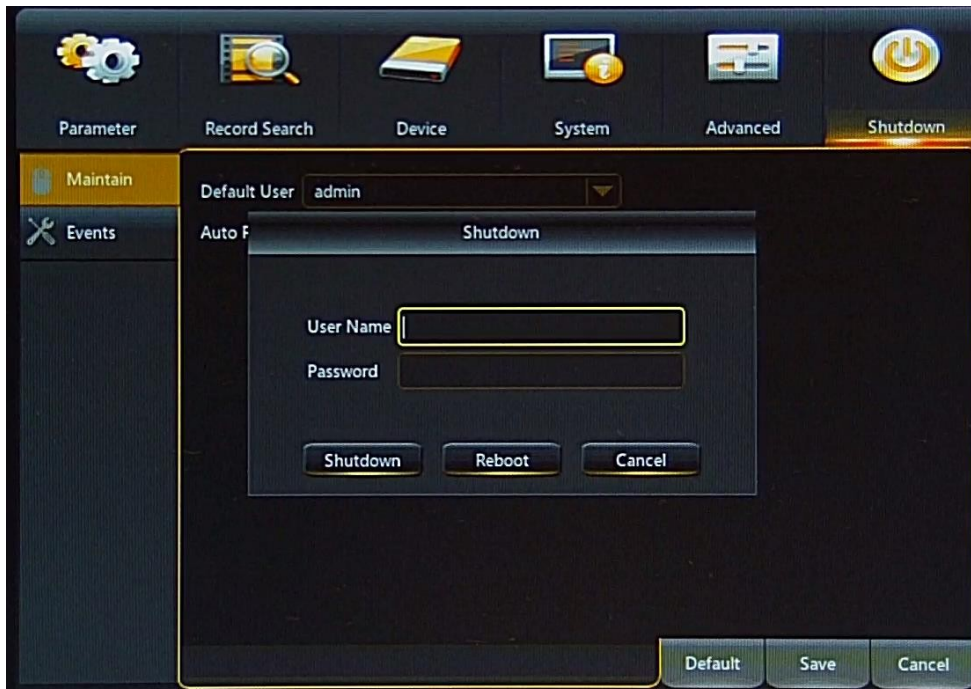 Parameter Record Search Device System Advanced Shutdown
Maintain
Events
Default User admin
Auto
Shutdown
User Name
Password
Shutdown Reboot Cancel
Default Save Cancel